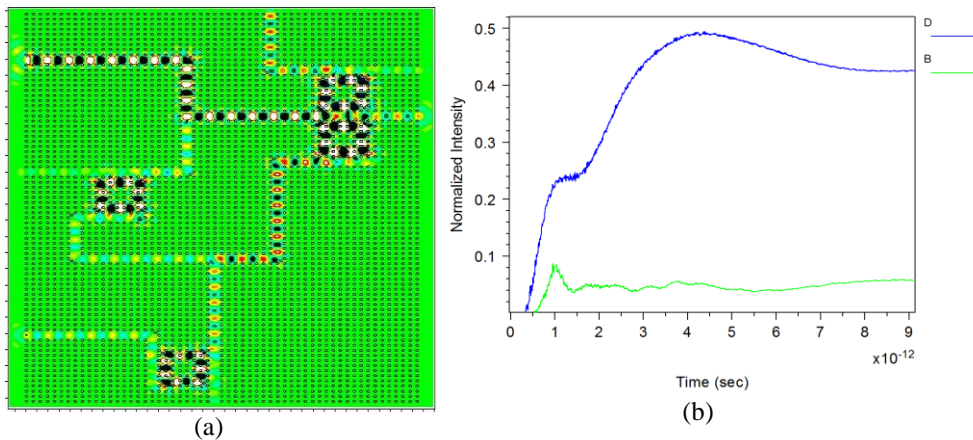 D
B
Normalized Intensity
0.5
0.4
0.3
0.2
0.1
0 1 2 3 4 5 6 7 8 9
x10-12
Time (sec)
(a)
(b)